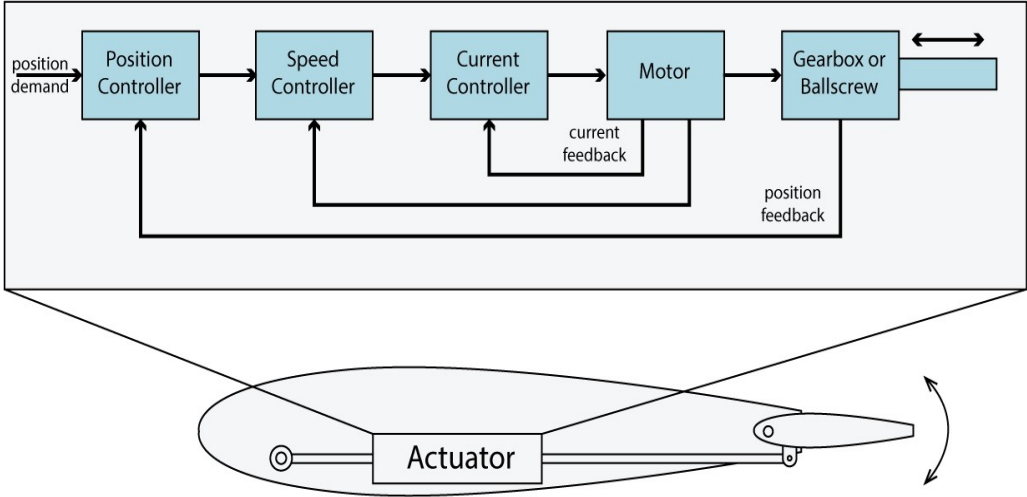 position
demand
Position
Controller
Speed
Controller
Current
Controller
Motor
Gearbox or
Ballscrew
current
feedback
position
feedback
Actuator